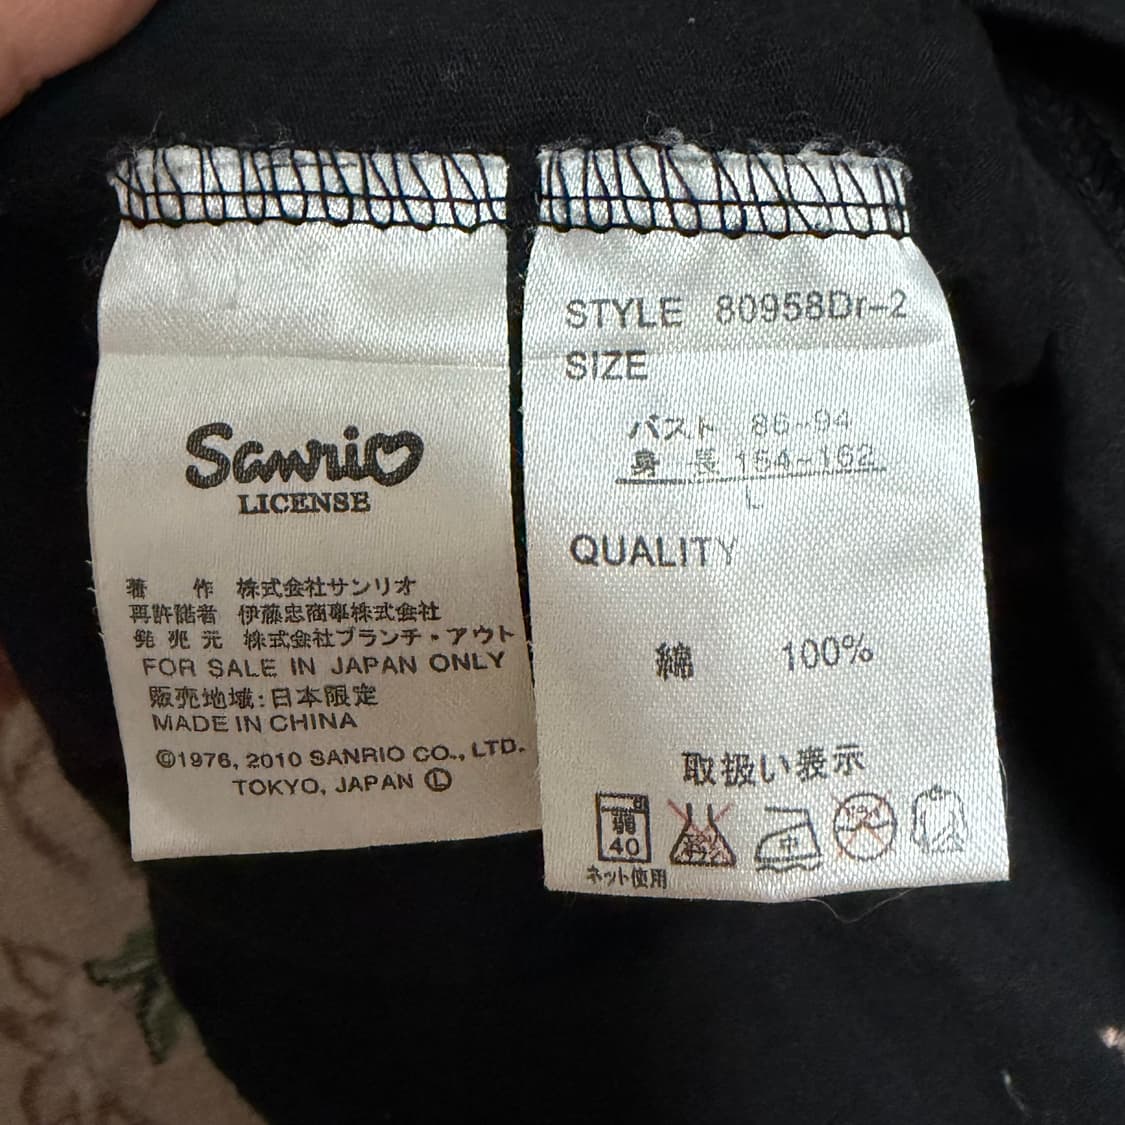 Sanrio
LICENSE
著 作 株式会社サンリオ
再許諾者 伊藤忠商事株式会社
発売元 株式会社ブランチ・アウト
FOR SALE IN JAPAN ONLY
販売地域:日本限定
MADE IN CHINA
©1976, 2010 SANRIO CO., LTD.
TOKYO, JAPAN Ⓛ
STYLE 80958Dr-2
SIZE
バスト 86~94
身 長 154~162
L
QUALITY
綿 100%
取扱い表示
弱
40
ネット使用
中